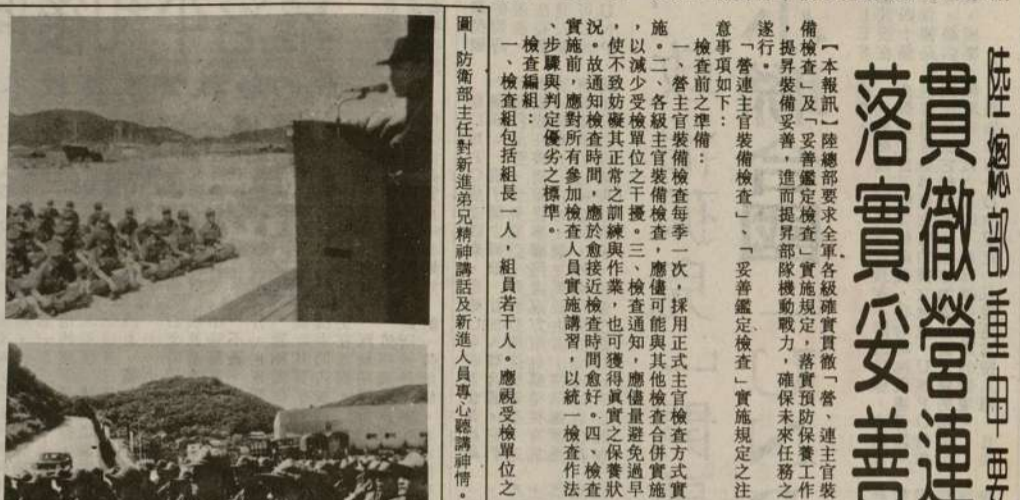 陸總部重申要
貫徹營連
落實妥善
【本報訊】陸總部要求全軍各級確實貫徹「營、連主官裝
備檢查」及「妥善鑑定檢查」實施規定,落實預防保養工作
,提昇裝備妥善,進而提昇部隊機動戰力,確保未來任務之
遂行。
「營連主官裝備檢查」、「妥善鑑定檢查」實施規定之注
意事項如下:
檢查前之準備:
一、營主官裝備檢查每季一次,採用正式主官檢查方式實
施。二、各級主官裝備檢查,應儘可能與其他檢查合併實施
,以減少受檢單位之干擾。三、檢查通知,應儘量避免過早
,使不致妨礙其正常之訓練與作業,也可獲得眞實之保養狀
況。故通知檢查時間,應於愈接近檢查時間愈好。四、檢查
實施前,應對所有參加檢查人員實施講習,以統一檢查作法
、步驟與判定優劣之標準。
檢查編組:
一、檢查組包括組長一人,組員若干人。應視受檢單位之
圖—防衛部主任對新進弟兄精神講話及新進人員專心聽講神情。